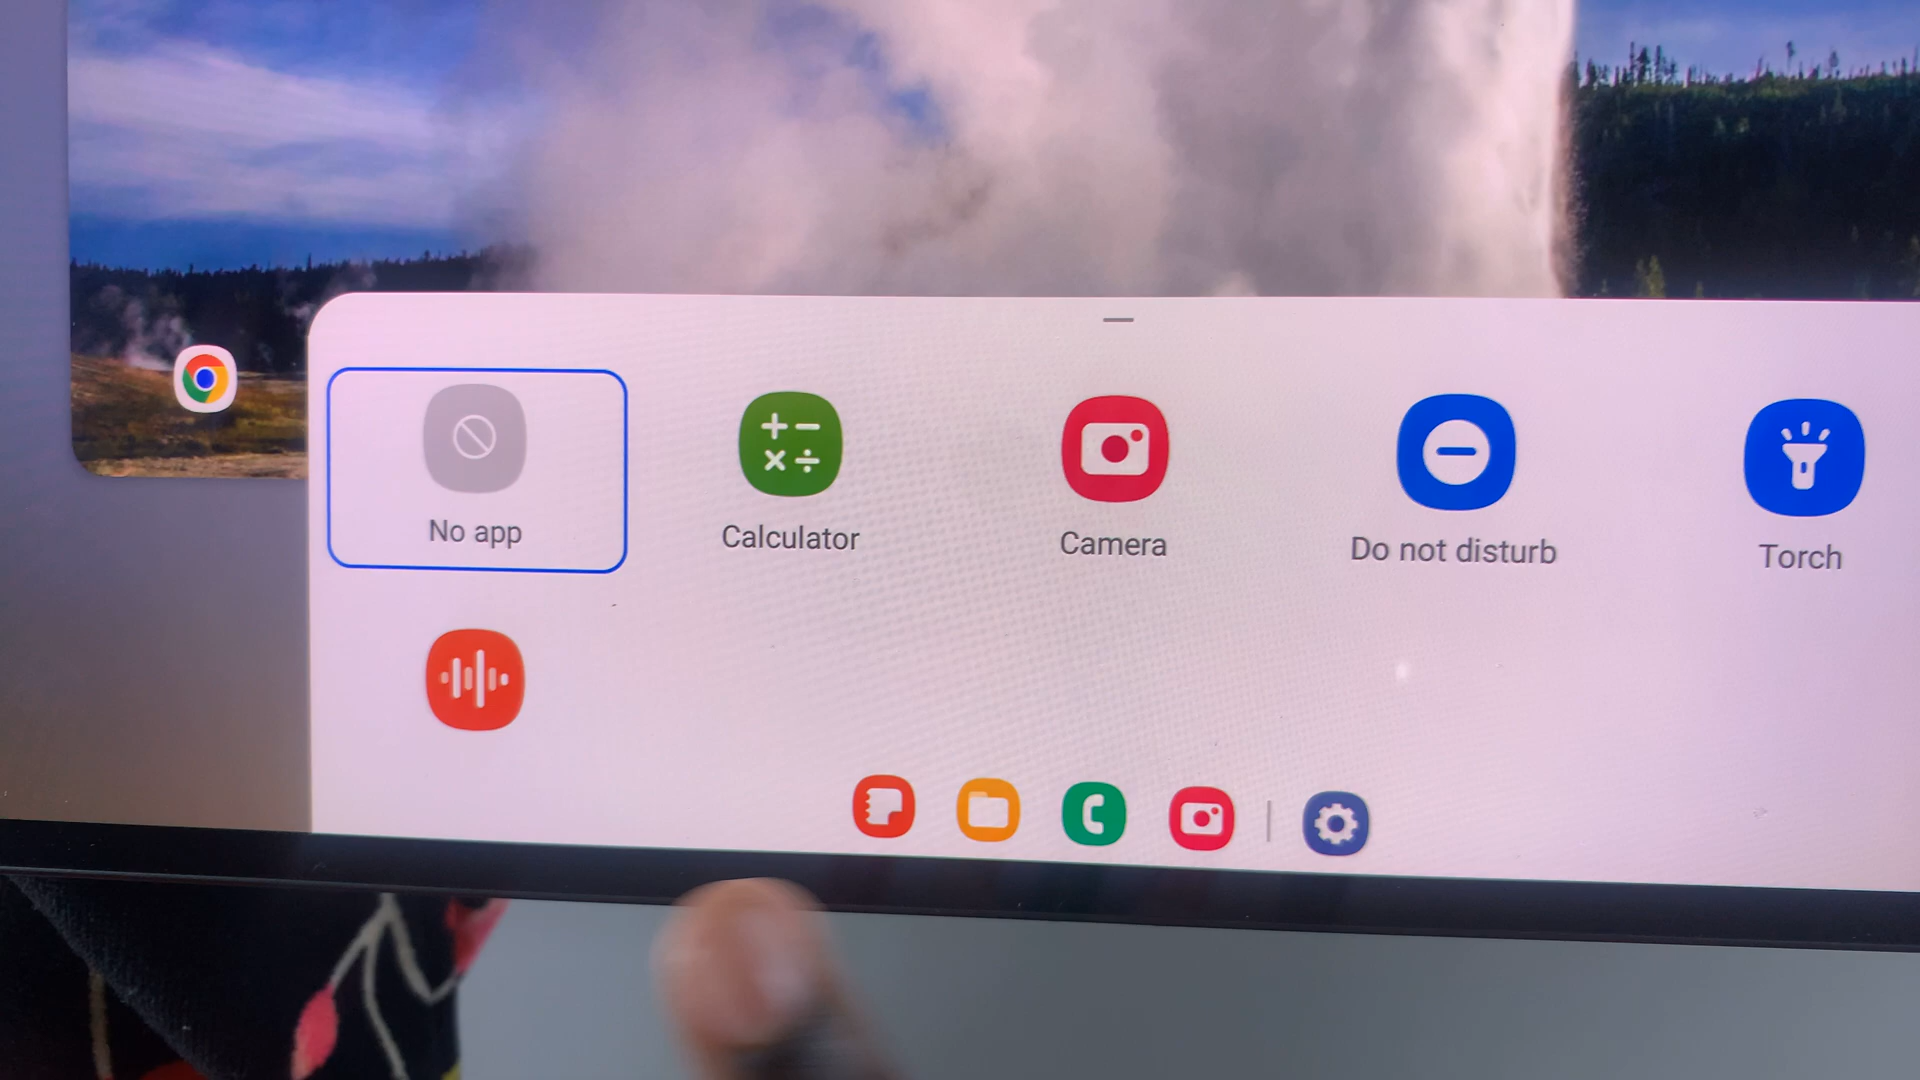 No app
Calculator
Camera
Do not disturb
Torch